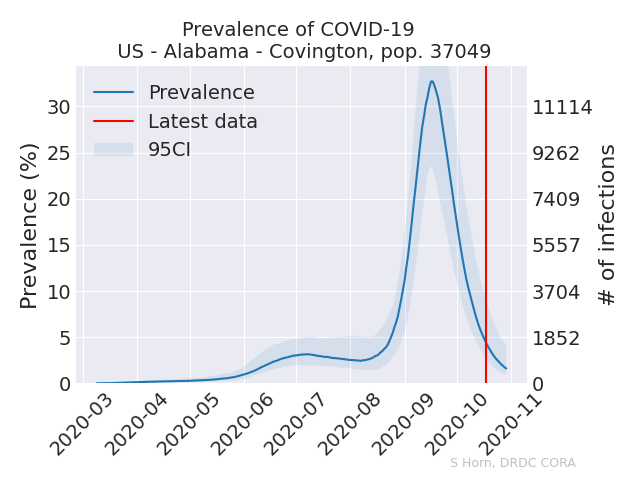 Prevalence of COVID-19
US - Alabama - Covington, pop. 37049
Prevalence
Latest data
95CI
Prevalence (%)
30
25
20
15
10
5
0
11114
9262
7409
5557
3704
1852
0
# of infections
2020-03
2020-04
2020-05
2020-06
2020-07
2020-08
2020-09
2020-10
2020-11
S Horn, DRDC CORA